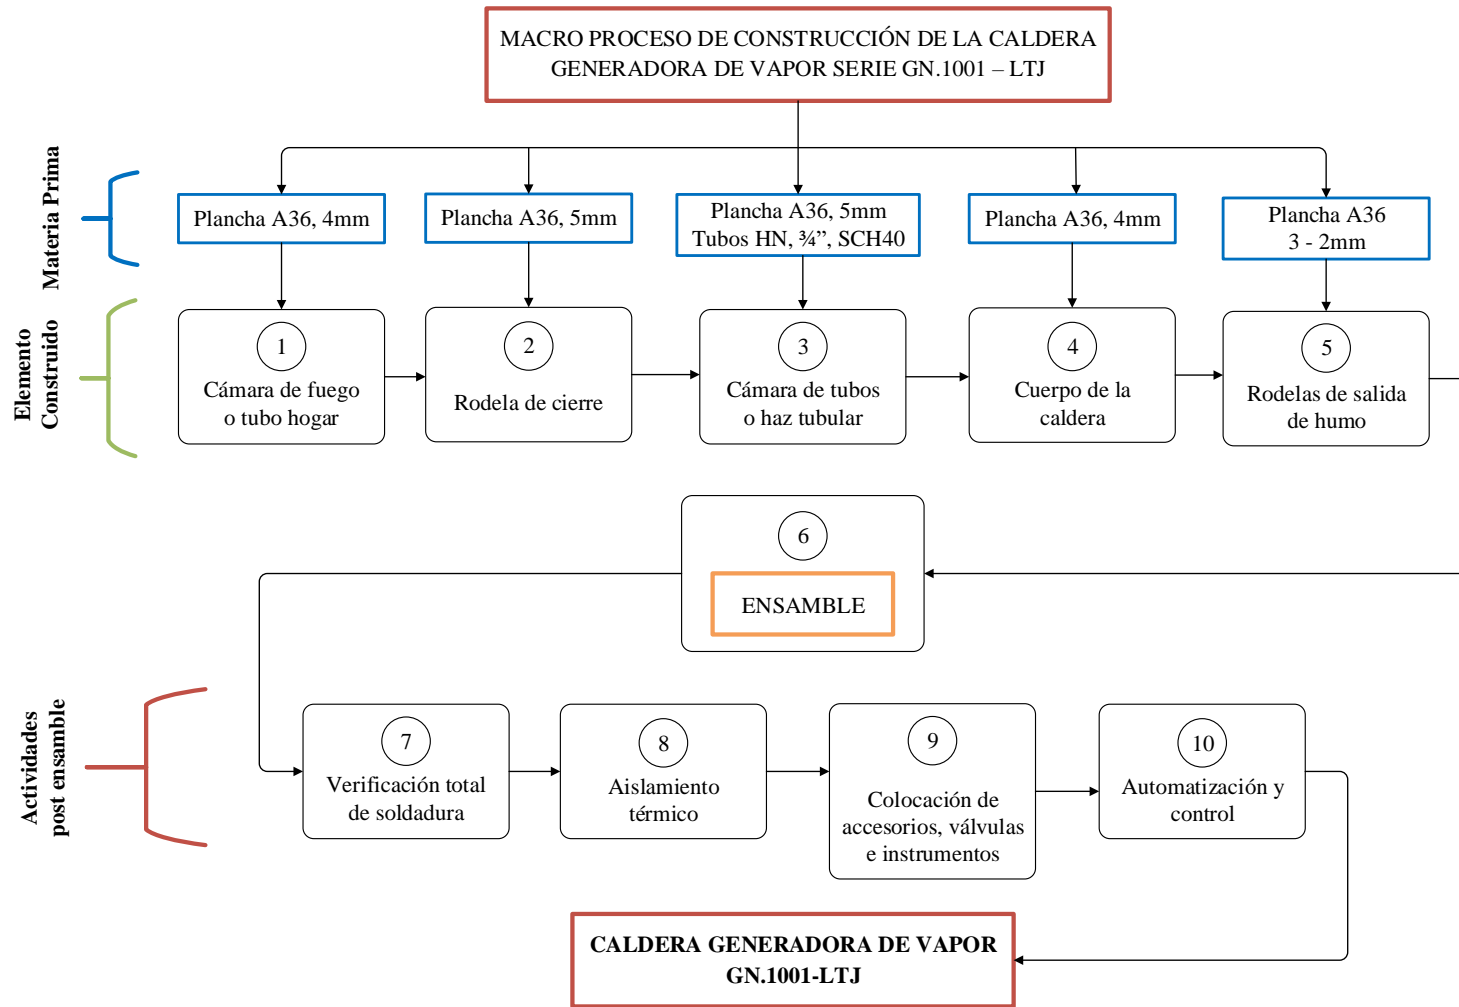 MACRO PROCESO DE CONSTRUCCIÓN DE LA CALDERA
GENERADORA DE VAPOR SERIE GN.1001 – LTJ
Materia Prima
Plancha A36, 4mm
Plancha A36, 5mm
Plancha A36, 5mm
Tubos HN, ¾”, SCH40
Plancha A36, 4mm
Plancha A36
3 - 2mm
Elemento
Construido
1
Cámara de fuego
o tubo hogar
2
Rodela de cierre
3
Cámara de tubos
o haz tubular
4
Cuerpo de la
caldera
5
Rodelas de salida
de humo
6
ENSAMBLE
Actividades
post ensamble
7
Verificación total
de soldadura
8
Aislamiento
térmico
9
Colocación de
accesorios, válvulas
e instrumentos
10
Automatización y
control
CALDERA GENERADORA DE VAPOR
GN.1001-LTJ